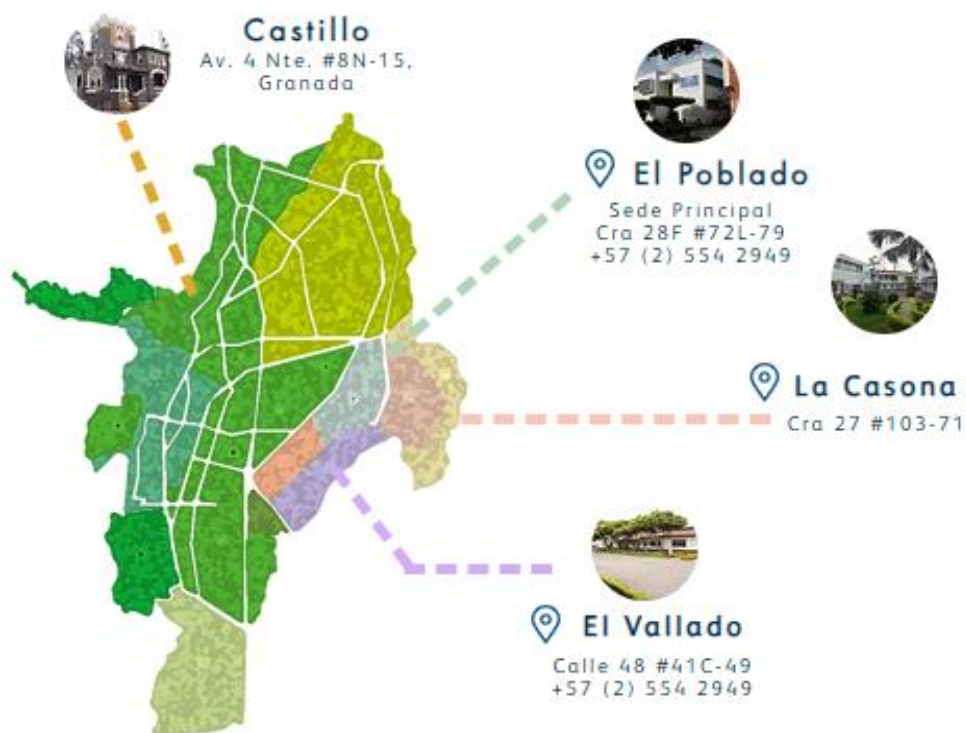 Castillo
Av. 4 Nte. #8N-15,
Granada
El Poblado
Sede Principal
Cra 28F #72L-79
+57 (2) 554 2949
La Casona
Cra 27 #103-71
El Vallado
Calle 48 #41C-49
+57 (2) 554 2949